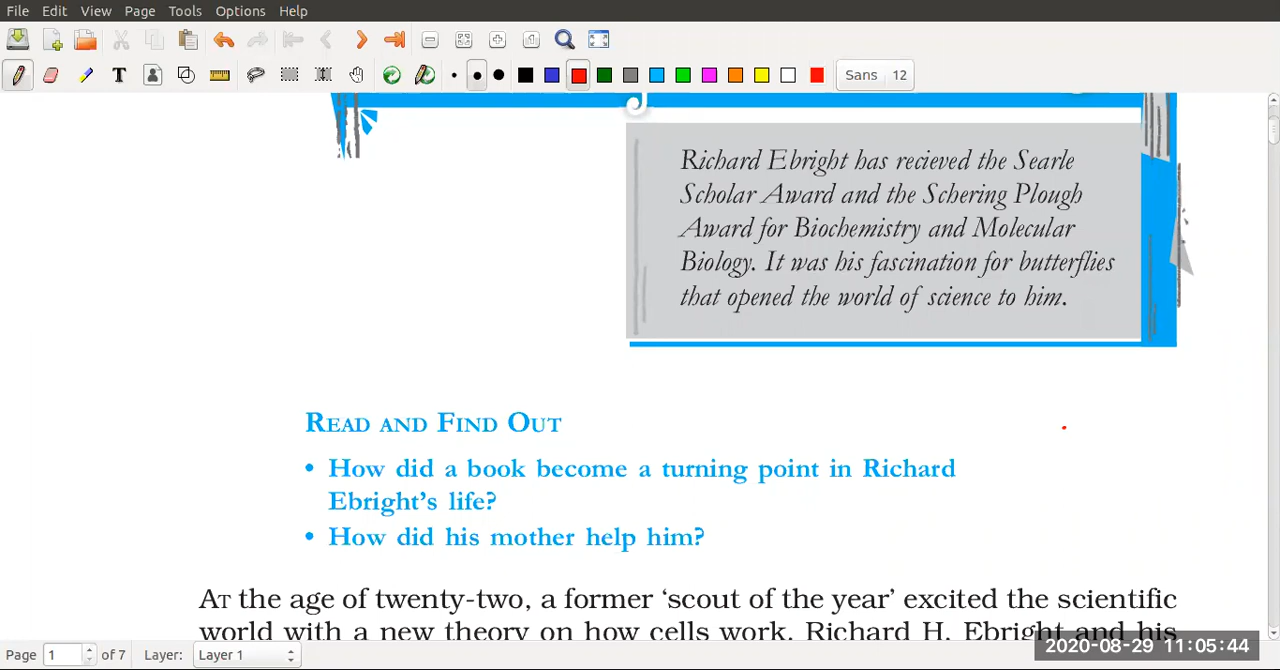 File Edit View Page Tools Options Help
T Sans 12
Richard Ebright has recieved the Searle
Scholar Award and the Schering Plough
Award for Biochemistry and Molecular
Biology. It was his fascination for butterflies
that opened the world of science to him.
READ AND FIND OUT
• How did a book become a turning point in Richard
Ebright's life?
• How did his mother help him?
AT the age of twenty-two, a former ‘scout of the year’ excited the scientific
world with a new theory on how cells work. Richard H. Ebright and his
2020-08-29 11:05:44
Page 1 of 7 Layer: Layer 1